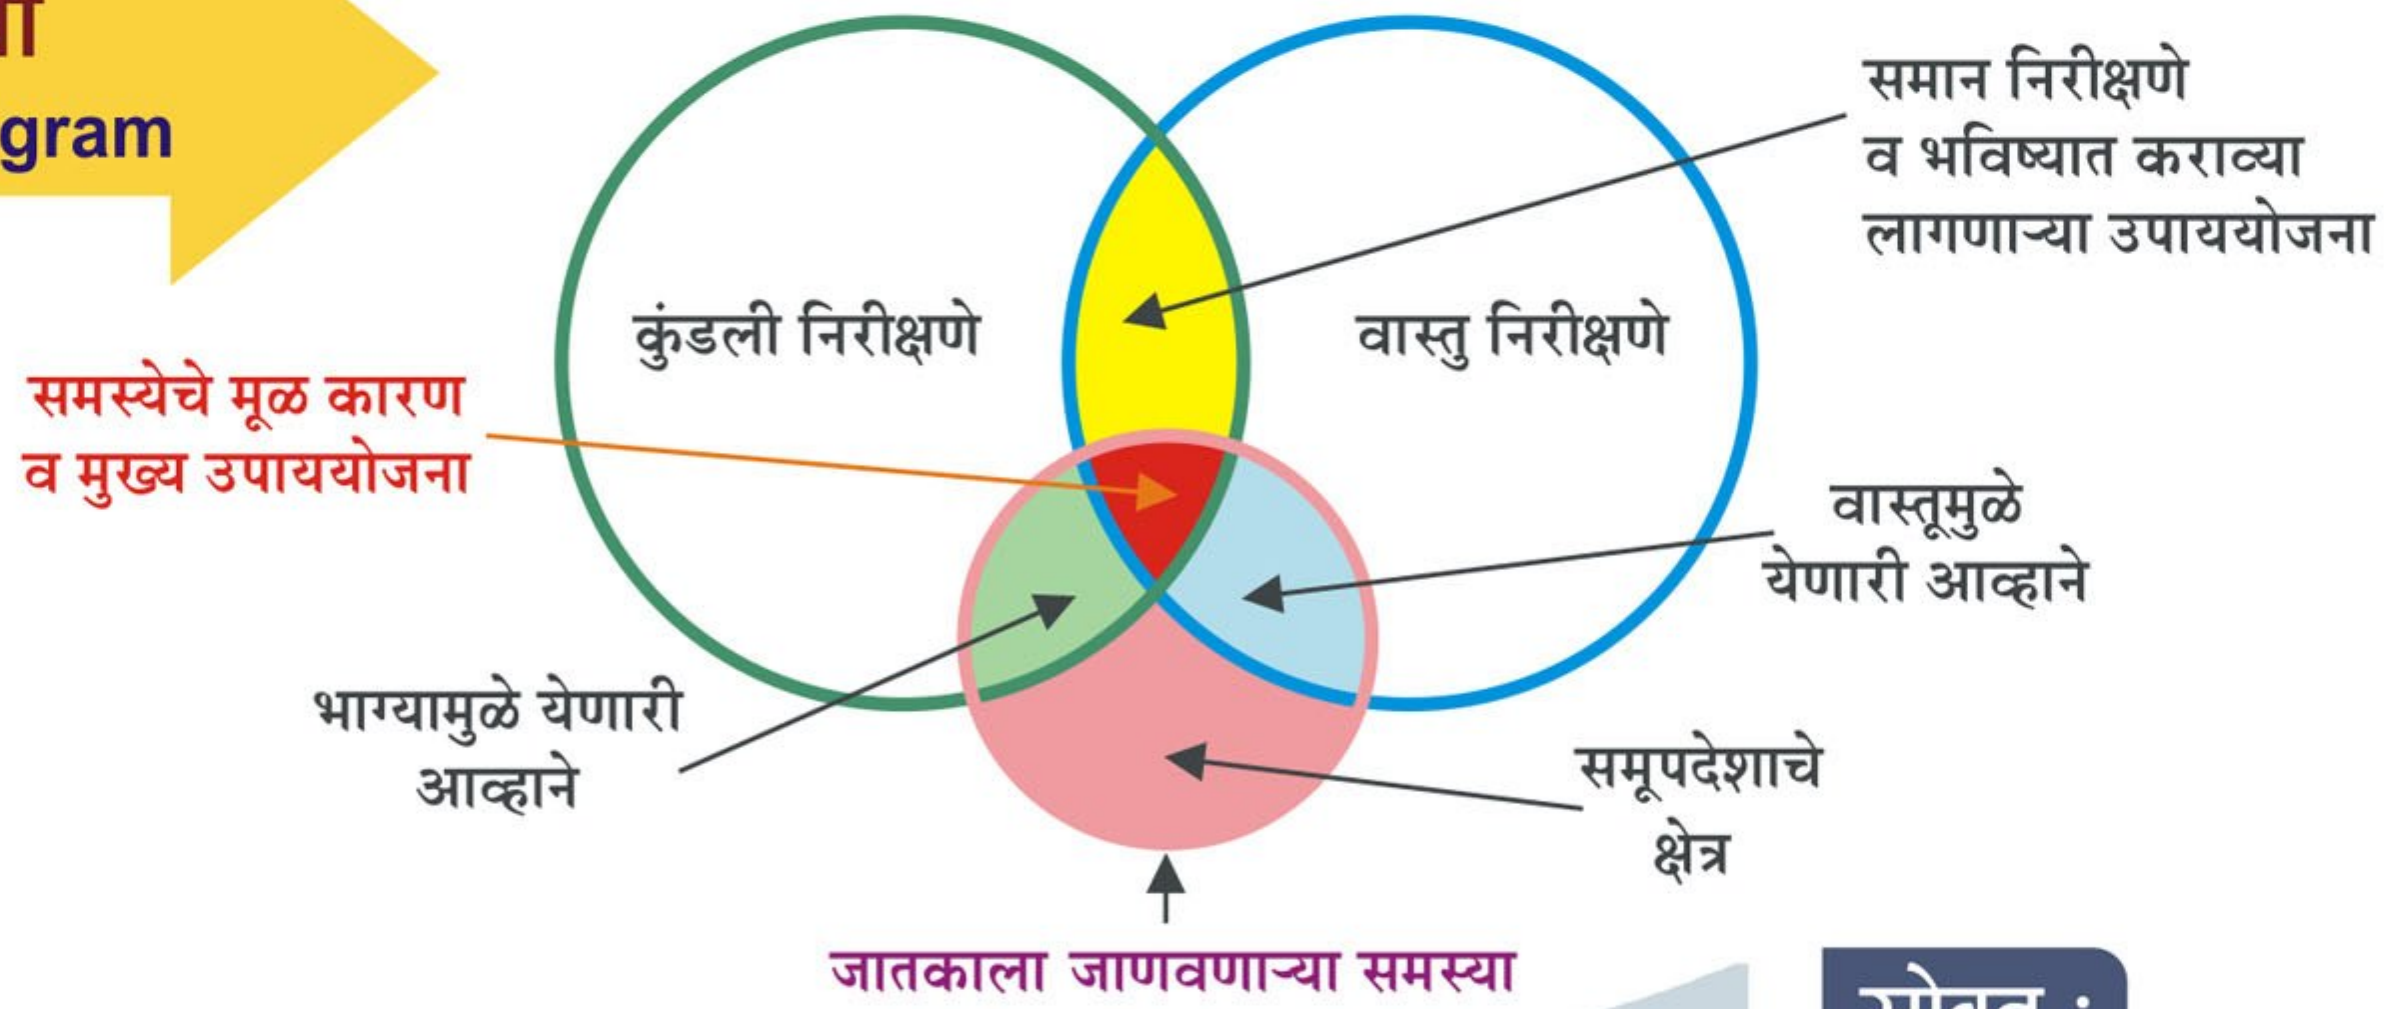 gram
समान निरीक्षणे
व भविष्यात कराव्या
लागणाऱ्या उपाययोजना
कुंडली निरीक्षणे
वास्तु निरीक्षणे
समस्येचे मूळ कारण
व मुख्य उपाययोजना
वास्तूमुळे
येणारी आव्हाने
भाग्यामुळे येणारी
आव्हाने
समूपदेशाचे
क्षेत्र
जातकाला जाणवणाऱ्या समस्या